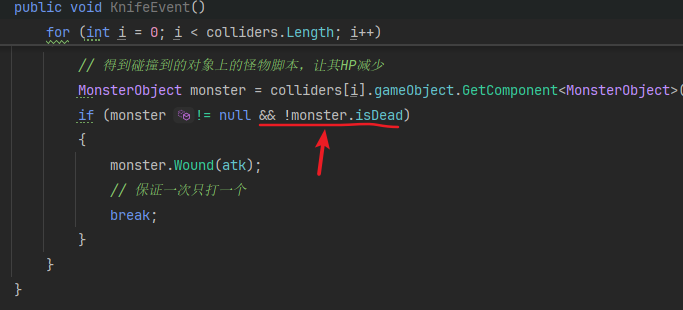 public void KnifeEvent()
for (int i = 0; i < colliders.Length; i++)
// 得到碰撞到的对象上的怪物脚本，让其HP减少
MonsterObject monster = colliders[i].gameObject.GetComponent<MonsterObject>(
if (monster != null && !monster.isDead)
{
monster.Wound(atk);
// 保证一次只打一个
break;
}
}
}